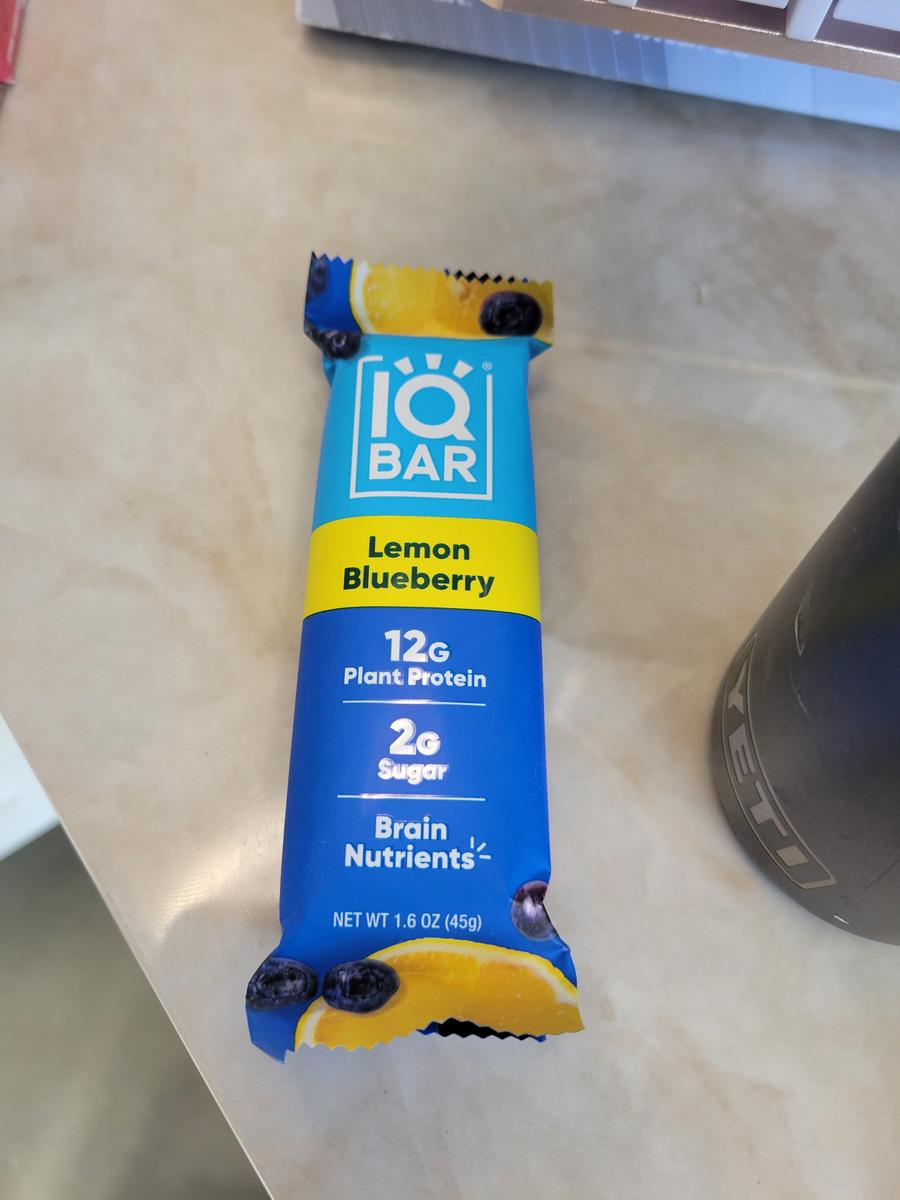 IQ
BAR
®
Lemon
Blueberry
12G
Plant Protein
2G
Sugar
Brain
Nutrients
NET WT 1.6 OZ (45g)
YETI